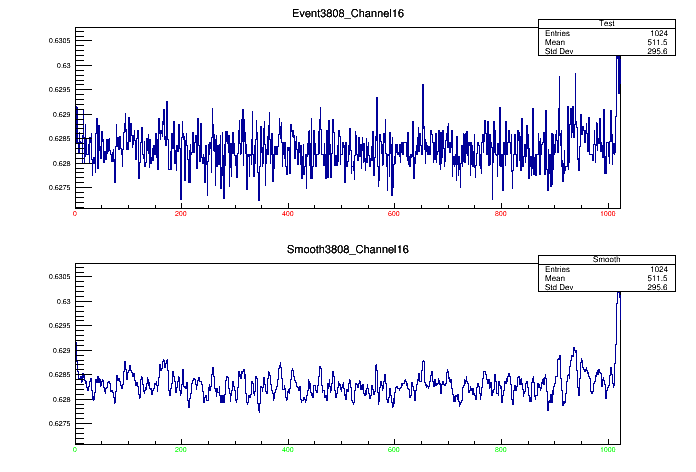 Event3808_Channel16
Test
Entries 1024
Mean 511.5
Std Dev 295.6
0.6305
0.63
0.6295
0.629
0.6285
0.628
0.6275
0 200 400 600 800 1000
Smooth3808_Channel16
Smooth
Entries 1024
Mean 511.5
Std Dev 295.6
0.6305
0.63
0.6295
0.629
0.6285
0.628
0.6275
0 200 400 600 800 1000